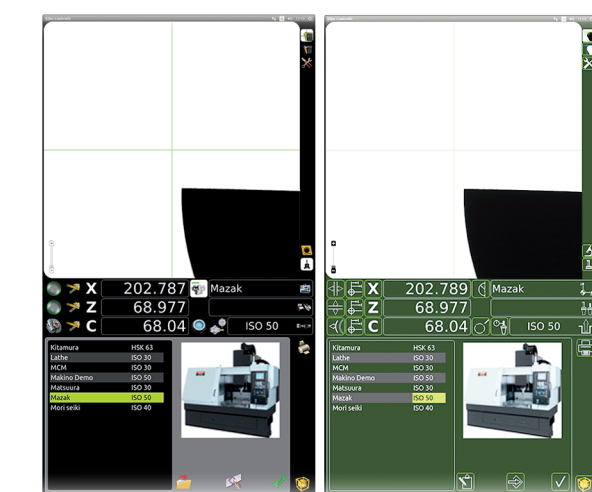 X 202.787 Mazak
Z 68.977
C 68.04 ISO 50
Kitamura HSK 63
Lathe ISO 30
MCM ISO 30
Makino Demo ISO 50
Matsuura ISO 30
Mazak ISO 50
Mori seiki ISO 40
X 202.789 Mazak
Z 68.977
C 68.04 ISO 50
Kitamura HSK 63
Lathe ISO 30
MCM ISO 30
Makino Demo ISO 50
Matsuura ISO 30
Mazak ISO 50
Mori seiki ISO 40